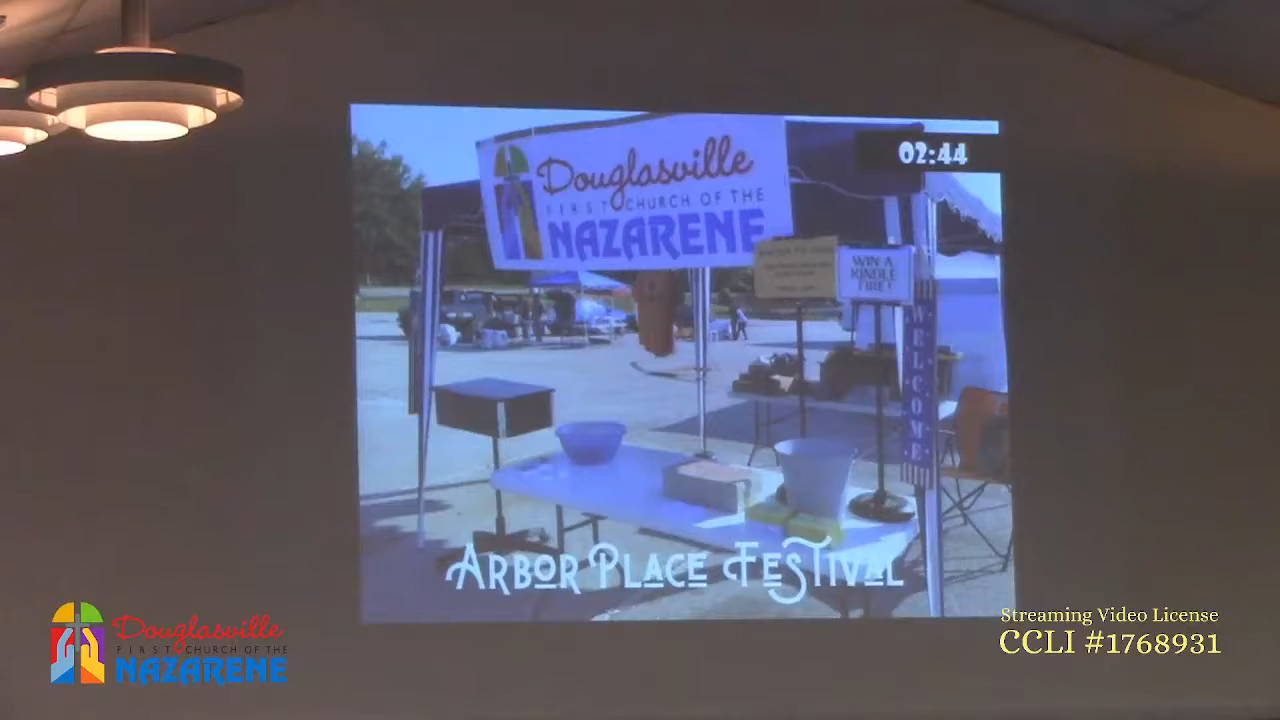 Douglasville
FIRST CHURCH OF THE
NAZARENE
02:44
WIN A
KINDLE
FIRE!
WELCOME
ARBOR PLACE FESTIVAL
Douglasville
FIRST CHURCH OF THE
NAZARENE
Streaming Video License
CCLI #1768931